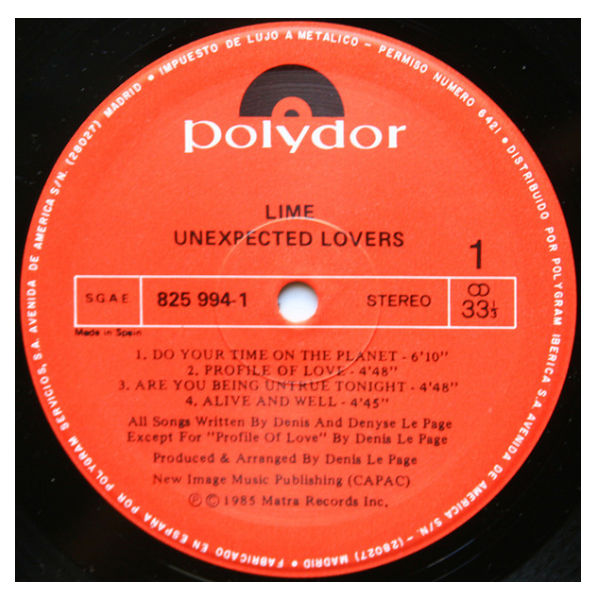 IMPUESTO DE LUJO A METALICO - PERMISO NUMERO 6421 • DISTRIBUIDO POR POLYGRAM IBERICA S.A. AVENIDA DE AMERICA S/N. - (28027) MADRID • FABRICADO EN ESPAÑA POR POLYGRAM SERVICIOS, S.A. AVENIDA DE AMERICA S/N. (28027) MADRID •
polydor
LIME
UNEXPECTED LOVERS
1
SGAE 825 994-1 STEREO 33⅓
Made in Spain
1. DO YOUR TIME ON THE PLANET - 6'10"
2. PROFILE OF LOVE - 4'48"
3. ARE YOU BEING UNTRUE TONIGHT - 4'48"
4. ALIVE AND WELL - 4'45"
All Songs Written By Denis And Denyse Le Page
Except For "Profile Of Love" By Denis Le Page
Produced & Arranged By Denis Le Page
New Image Music Publishing (CAPAC)
Ⓟ © 1985 Matra Records Inc.